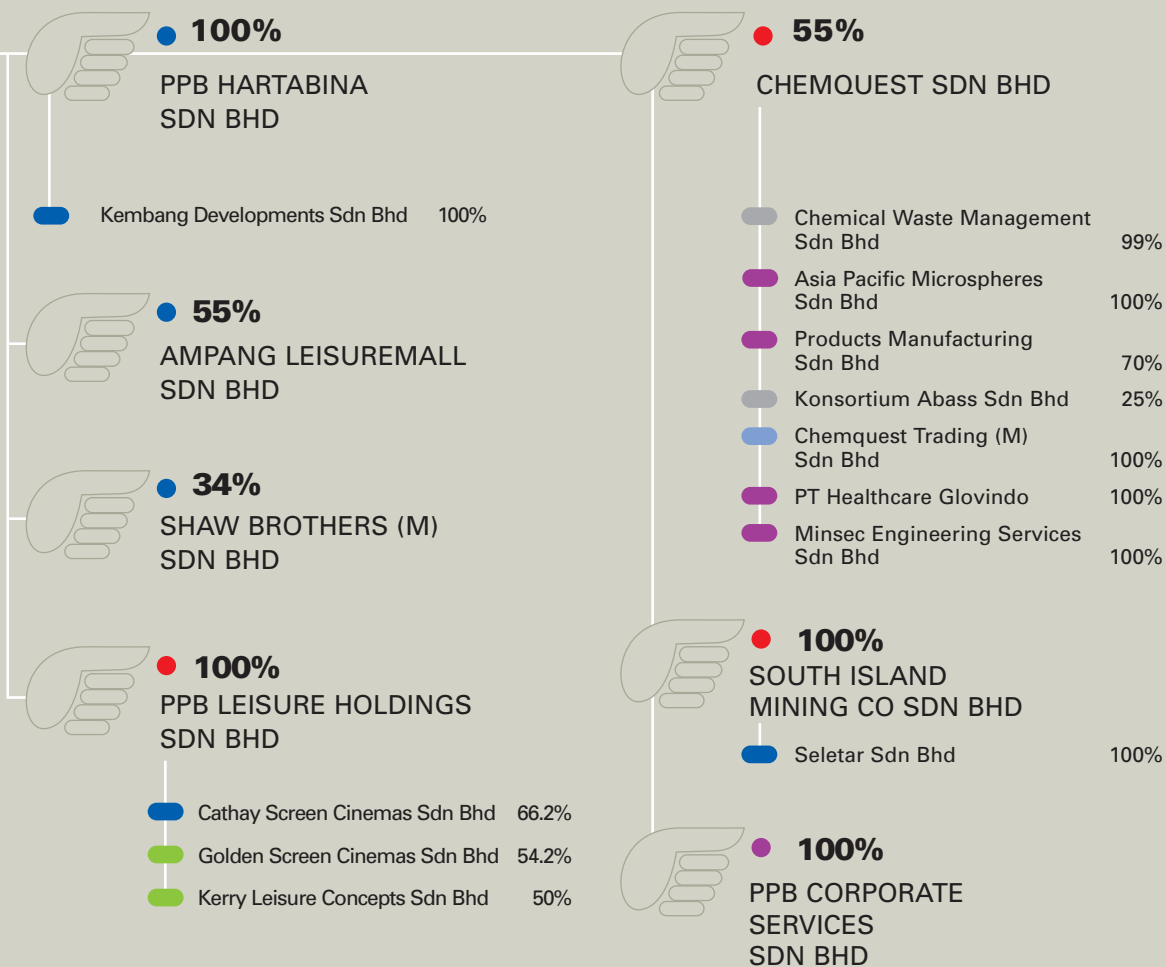 100%
PPB HARTABINA
SDN BHD
Kembang Developments Sdn Bhd 100%
55%
AMPANG LEISUREMALL
SDN BHD
34%
SHAW BROTHERS (M)
SDN BHD
100%
PPB LEISURE HOLDINGS
SDN BHD
Cathay Screen Cinemas Sdn Bhd 66.2%
Golden Screen Cinemas Sdn Bhd 54.2%
Kerry Leisure Concepts Sdn Bhd 50%
55%
CHEMQUEST SDN BHD
Chemical Waste Management
Sdn Bhd 99%
Asia Pacific Microspheres
Sdn Bhd 100%
Products Manufacturing
Sdn Bhd 70%
Konsortium Abass Sdn Bhd 25%
Chemquest Trading (M)
Sdn Bhd 100%
PT Healthcare Glovindo 100%
Minsec Engineering Services
Sdn Bhd 100%
100%
SOUTH ISLAND
MINING CO SDN BHD
Seletar Sdn Bhd 100%
100%
PPB CORPORATE
SERVICES
SDN BHD